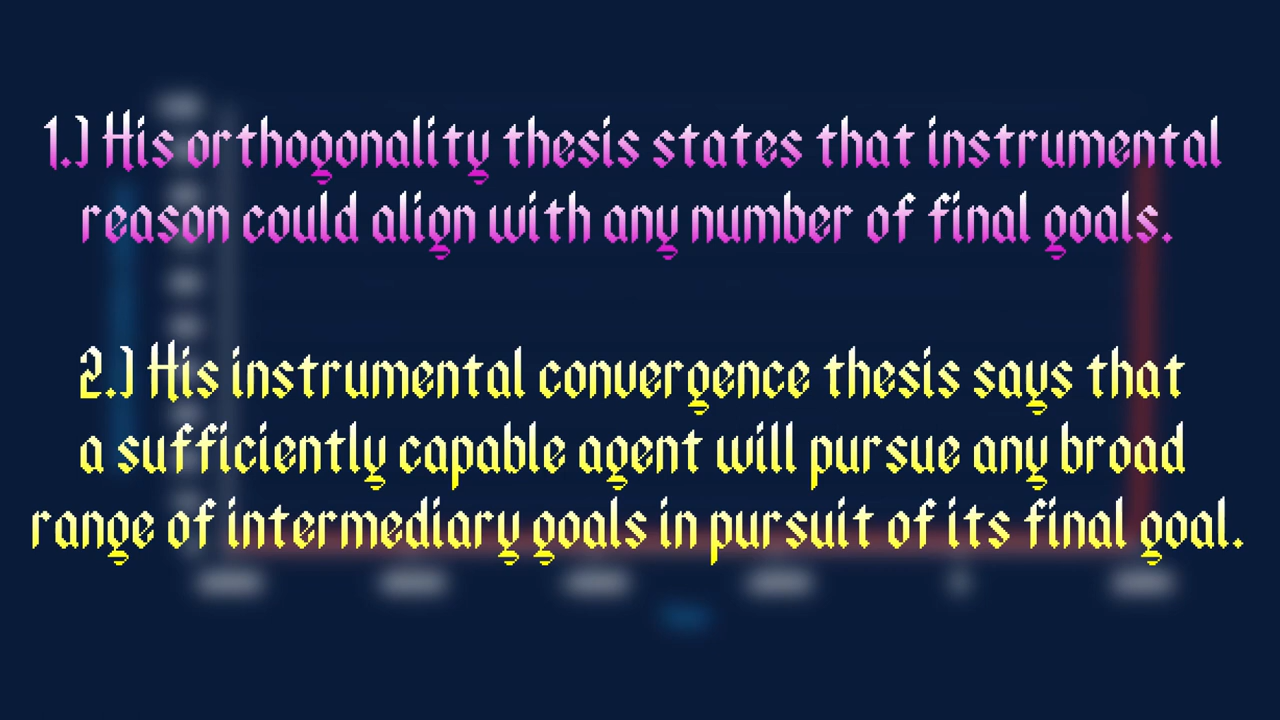 1.) His orthogonality thesis states that instrumental
reason could align with any number of final goals.
2.) His instrumental convergence thesis says that
a sufficiently capable agent will pursue any broad
range of intermediary goals in pursuit of its final goal.